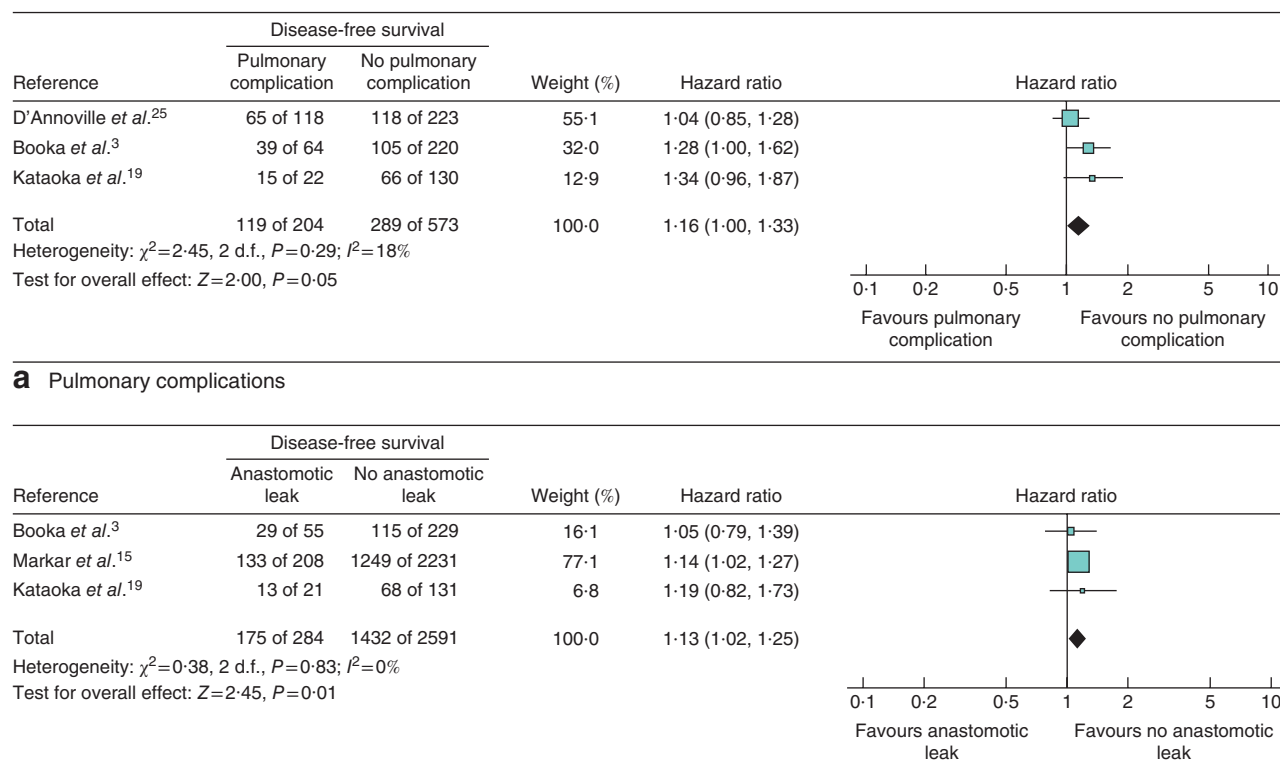 Disease-free survival
Pulmonary complication No pulmonary complication
Reference Weight (%) Hazard ratio Hazard ratio
D'Annoville et al.25 65 of 118 118 of 223 55·1 1·04 (0·85, 1·28)
Booka et al.3 39 of 64 105 of 220 32·0 1·28 (1·00, 1·62)
Kataoka et al.19 15 of 22 66 of 130 12·9 1·34 (0·96, 1·87)
Total 119 of 204 289 of 573 100·0 1·16 (1·00, 1·33)
Heterogeneity: χ²=2·45, 2 d.f., P=0·29; I²=18%
Test for overall effect: Z=2·00, P=0·05
0·1 0·2 0·5 1 2 5 10
Favours pulmonary complication Favours no pulmonary complication
a Pulmonary complications
Disease-free survival
Anastomotic leak No anastomotic leak
Reference Weight (%) Hazard ratio Hazard ratio
Booka et al.3 29 of 55 115 of 229 16·1 1·05 (0·79, 1·39)
Markar et al.15 133 of 208 1249 of 2231 77·1 1·14 (1·02, 1·27)
Kataoka et al.19 13 of 21 68 of 131 6·8 1·19 (0·82, 1·73)
Total 175 of 284 1432 of 2591 100·0 1·13 (1·02, 1·25)
Heterogeneity: χ²=0·38, 2 d.f., P=0·83; I²=0%
Test for overall effect: Z=2·45, P=0·01
0·1 0·2 0·5 1 2 5 10
Favours anastomotic leak Favours no anastomotic leak